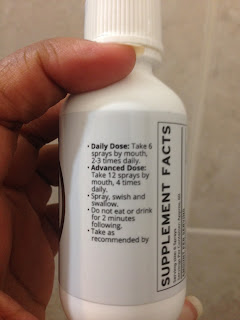 • Daily Dose: Take 6
sprays by mouth,
2-3 times daily.
• Advanced Dose:
Take 12 sprays by
mouth, 4 times
daily.
• Spray, swish and
swallow.
• Do not eat or drink
for 2 minutes
following.
• Take as
recommended by
SUPPLEMENT FACTS